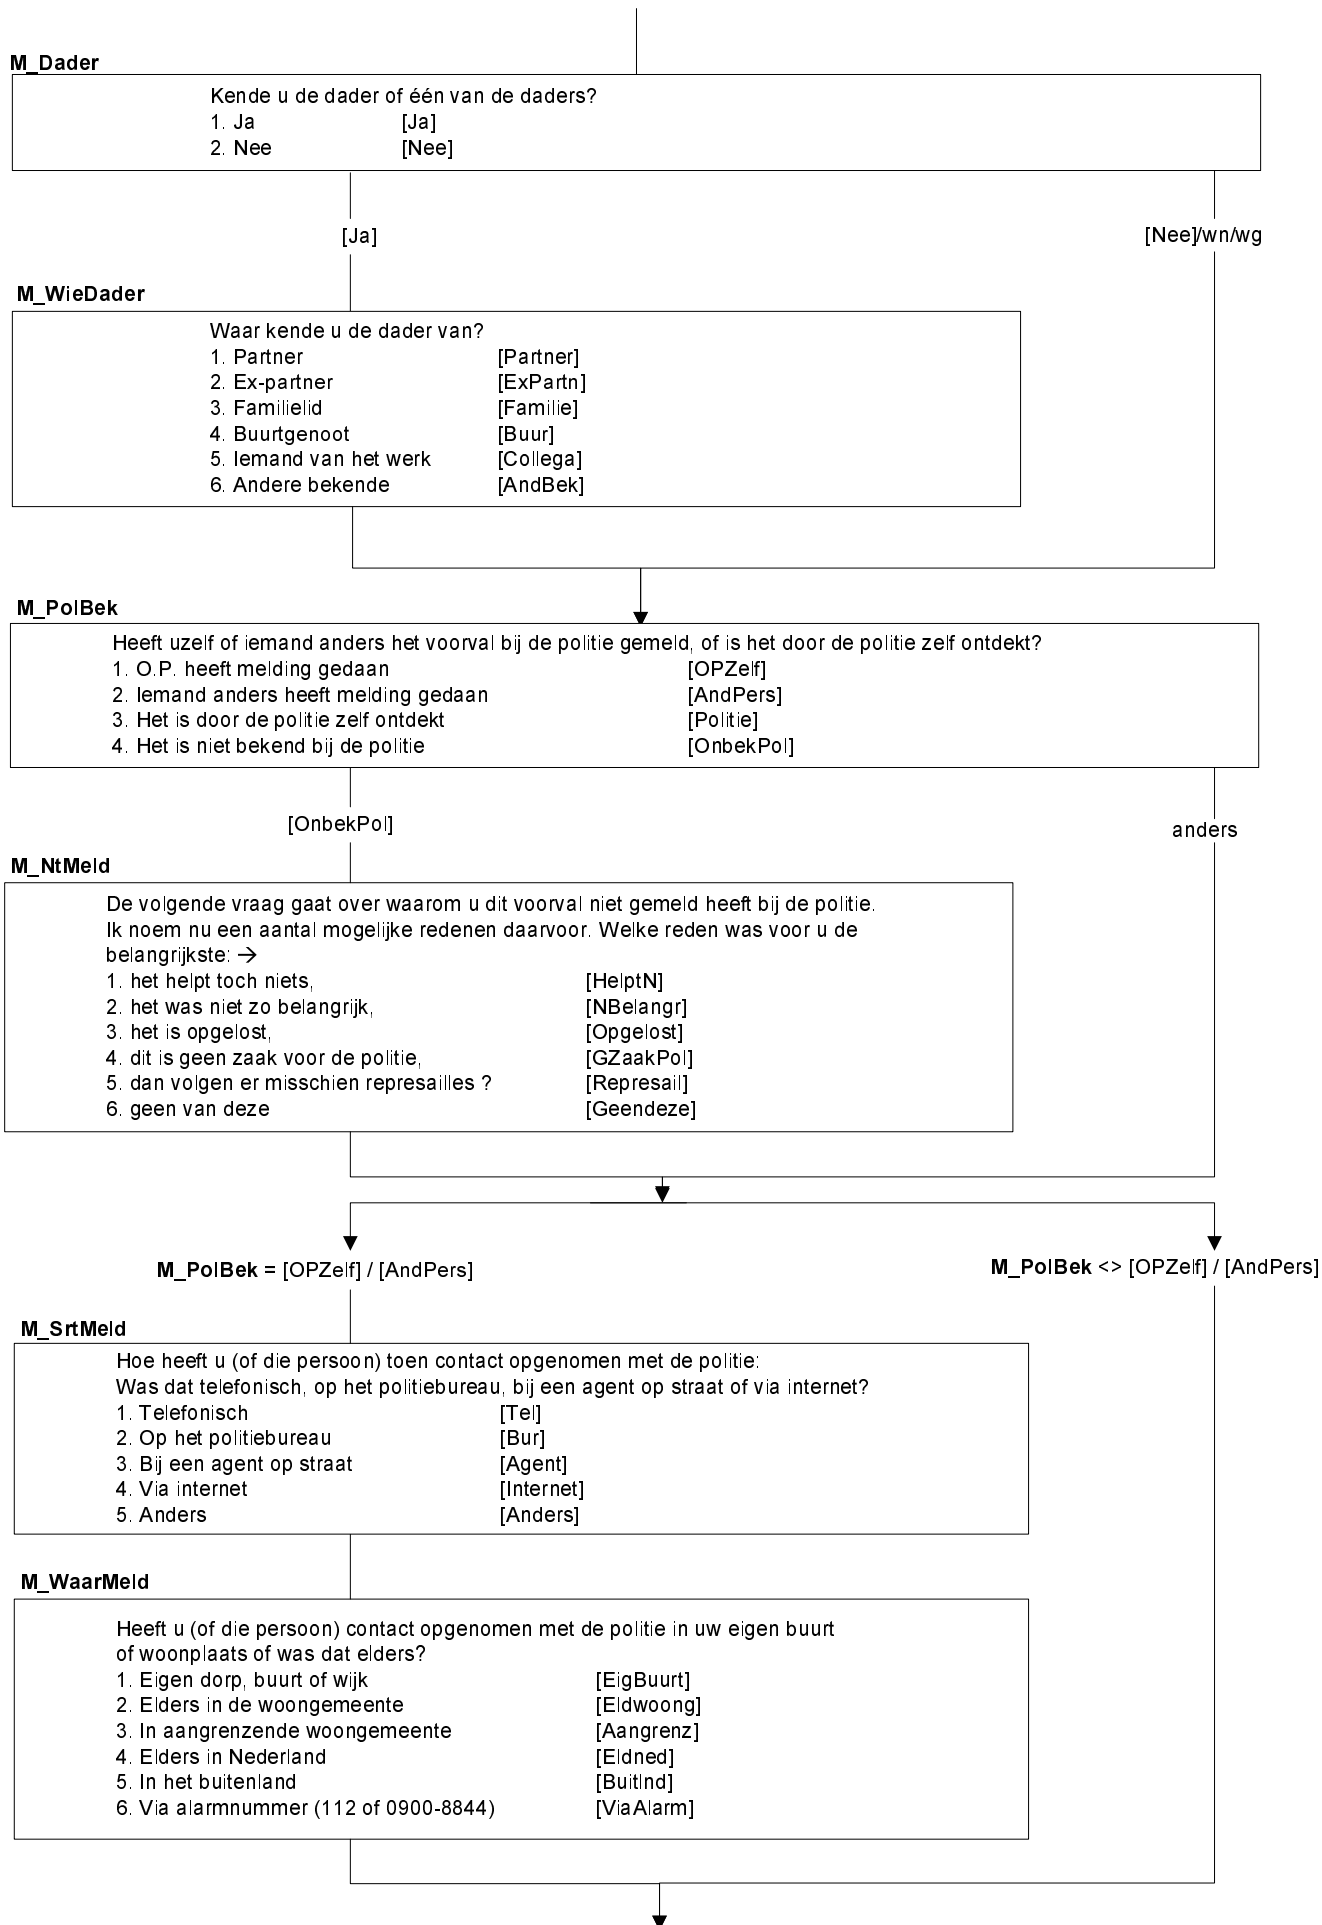 M_Dader
Kende u de dader of één van de daders?
1. Ja [Ja]
2. Nee [Nee]
[Ja] [Nee]/wn/wg
M_WieDader
Waar kende u de dader van?
1. Partner [Partner]
2. Ex-partner [ExPartn]
3. Familielid [Familie]
4. Buurtgenoot [Buur]
5. Iemand van het werk [Collega]
6. Andere bekende [AndBek]
M_PolBek
Heeft uzelf of iemand anders het voorval bij de politie gemeld, of is het door de politie zelf ontdekt?
1. O.P. heeft melding gedaan [OPZelf]
2. Iemand anders heeft melding gedaan [AndPers]
3. Het is door de politie zelf ontdekt [Politie]
4. Het is niet bekend bij de politie [OnbekPol]
[OnbekPol] anders
M_NtMeld
De volgende vraag gaat over waarom u dit voorval niet gemeld heeft bij de politie.
Ik noem nu een aantal mogelijke redenen daarvoor. Welke reden was voor u de
belangrijkste: →
1. het helpt toch niets, [HelptN]
2. het was niet zo belangrijk, [NBelangr]
3. het is opgelost, [Opgelost]
4. dit is geen zaak voor de politie, [GZaakPol]
5. dan volgen er misschien represailles ? [Represail]
6. geen van deze [Geendeze]
M_PolBek = [OPZelf] / [AndPers] M_PolBek <> [OPZelf] / [AndPers]
M_SrtMeld
Hoe heeft u (of die persoon) toen contact opgenomen met de politie:
Was dat telefonisch, op het politiebureau, bij een agent op straat of via internet?
1. Telefonisch [Tel]
2. Op het politiebureau [Bur]
3. Bij een agent op straat [Agent]
4. Via internet [Internet]
5. Anders [Anders]
M_WaarMeld
Heeft u (of die persoon) contact opgenomen met de politie in uw eigen buurt
of woonplaats of was dat elders?
1. Eigen dorp, buurt of wijk [EigBuurt]
2. Elders in de woongemeente [Eldwoong]
3. In aangrenzende woongemeente [Aangrenz]
4. Elders in Nederland [Eldned]
5. In het buitenland [Buitlnd]
6. Via alarmnummer (112 of 0900-8844) [ViaAlarm]